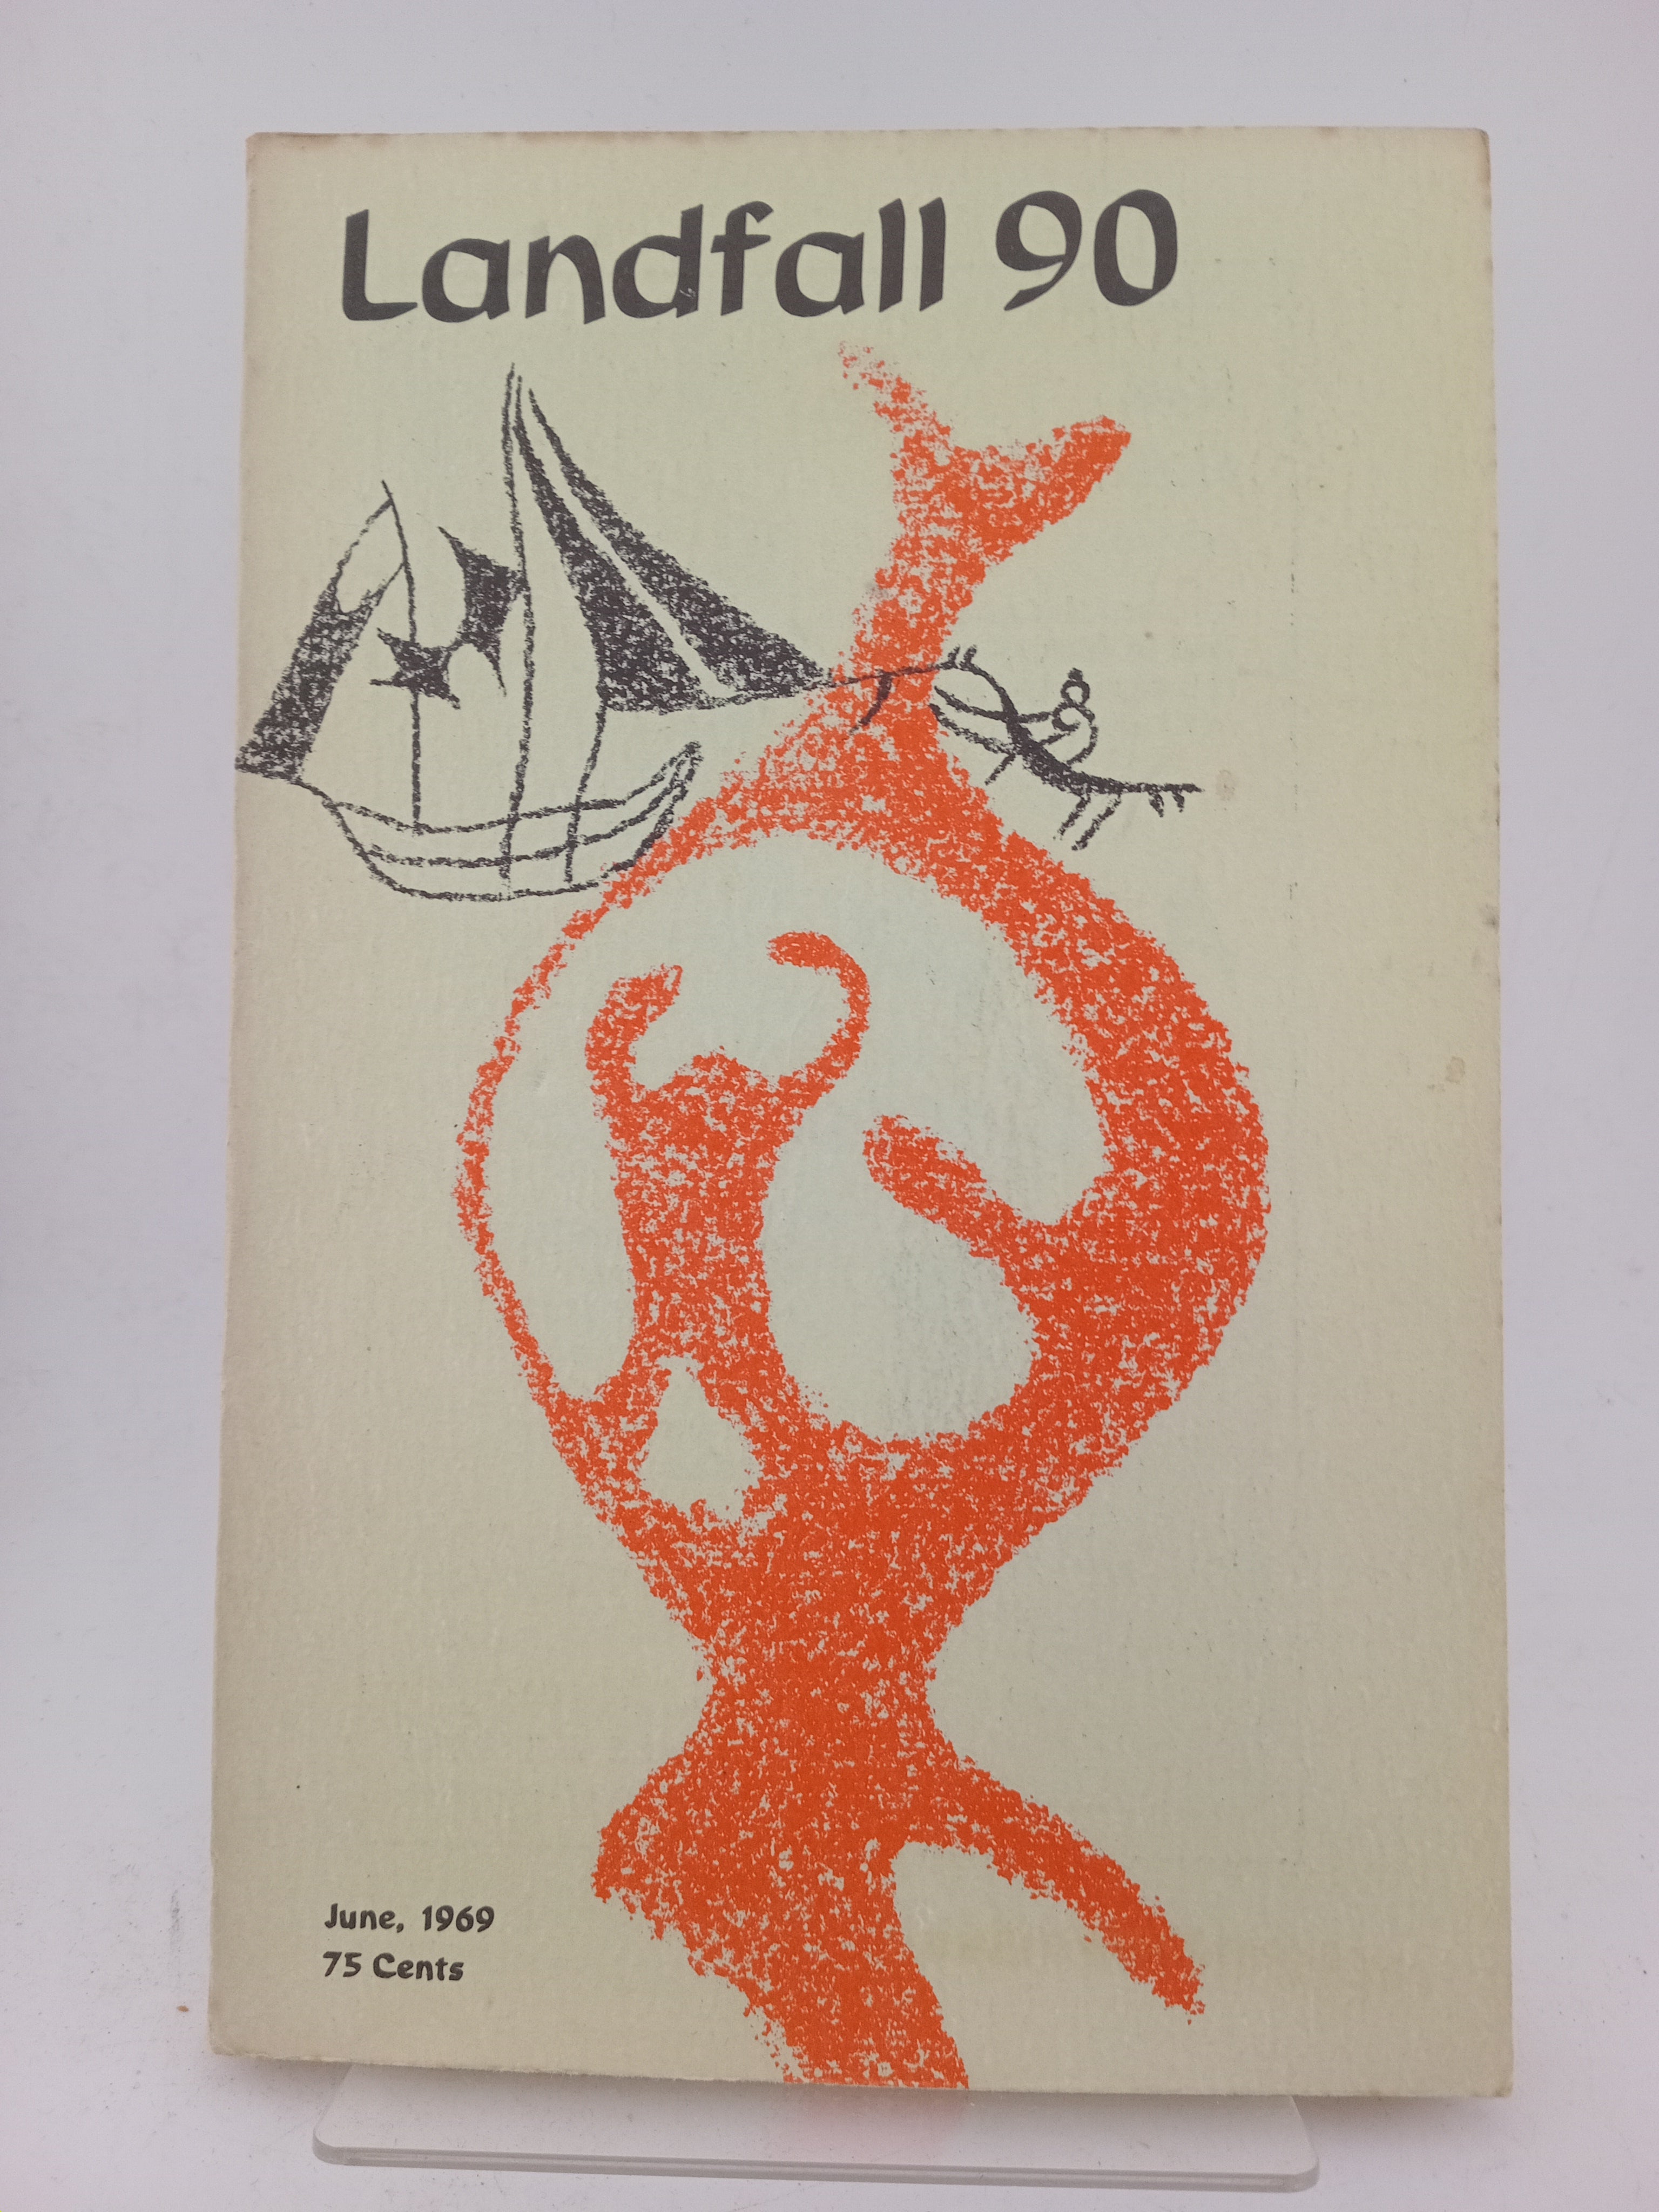 Landfall 90
June, 1969
75 Cents